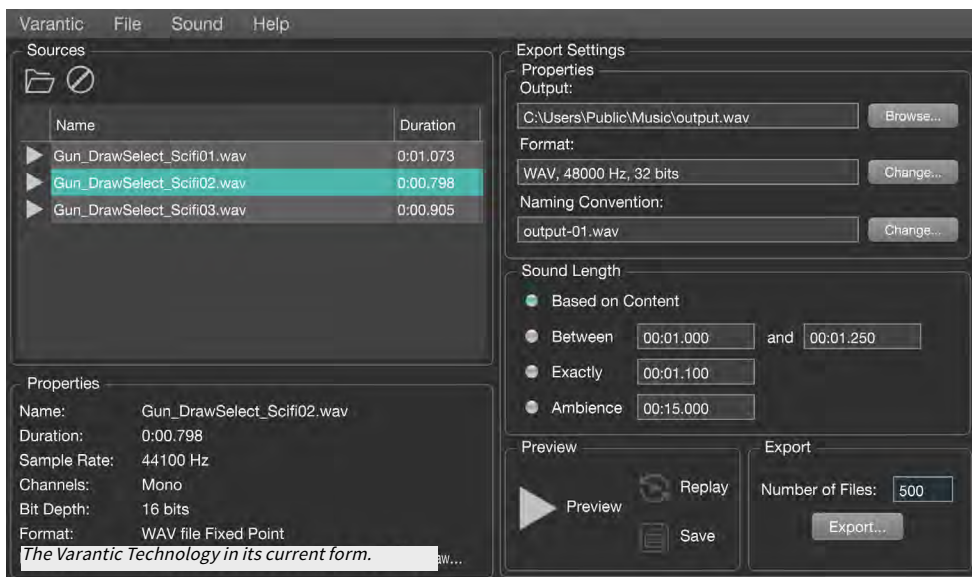 Varantic File Sound Help
Sources
Name Duration
Gun_DrawSelect_Scifi01.wav 0:01.073
Gun_DrawSelect_Scifi02.wav 0:00.798
Gun_DrawSelect_Scifi03.wav 0:00.905
Properties
Name: Gun_DrawSelect_Scifi02.wav
Duration: 0:00.798
Sample Rate: 44100 Hz
Channels: Mono
Bit Depth: 16 bits
Format: WAV file Fixed Point
The Varantic Technology in its current form.
Export Settings
Properties
Output:
C:\Users\Public\Music\output.wav Browse...
Format:
WAV, 48000 Hz, 32 bits Change...
Naming Convention:
output-01.wav Change...
Sound Length
Based on Content
Between 00:01.000 and 00:01.250
Exactly 00:01.100
Ambience 00:15.000
Preview
Preview
Replay
Save
Export
Number of Files: 500
Export...